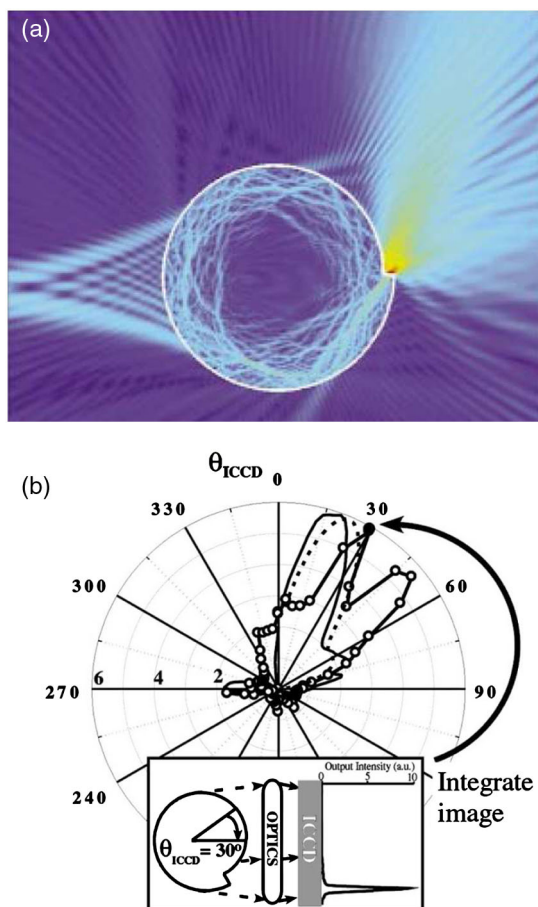 (a)
(b)
θICCD
0
330
30
300
60
6 4 2
270
90
240
Output Intensity (a.u.)
0 5 10
OPTICS
ICCD
θICCD = 30°
Integrate
image